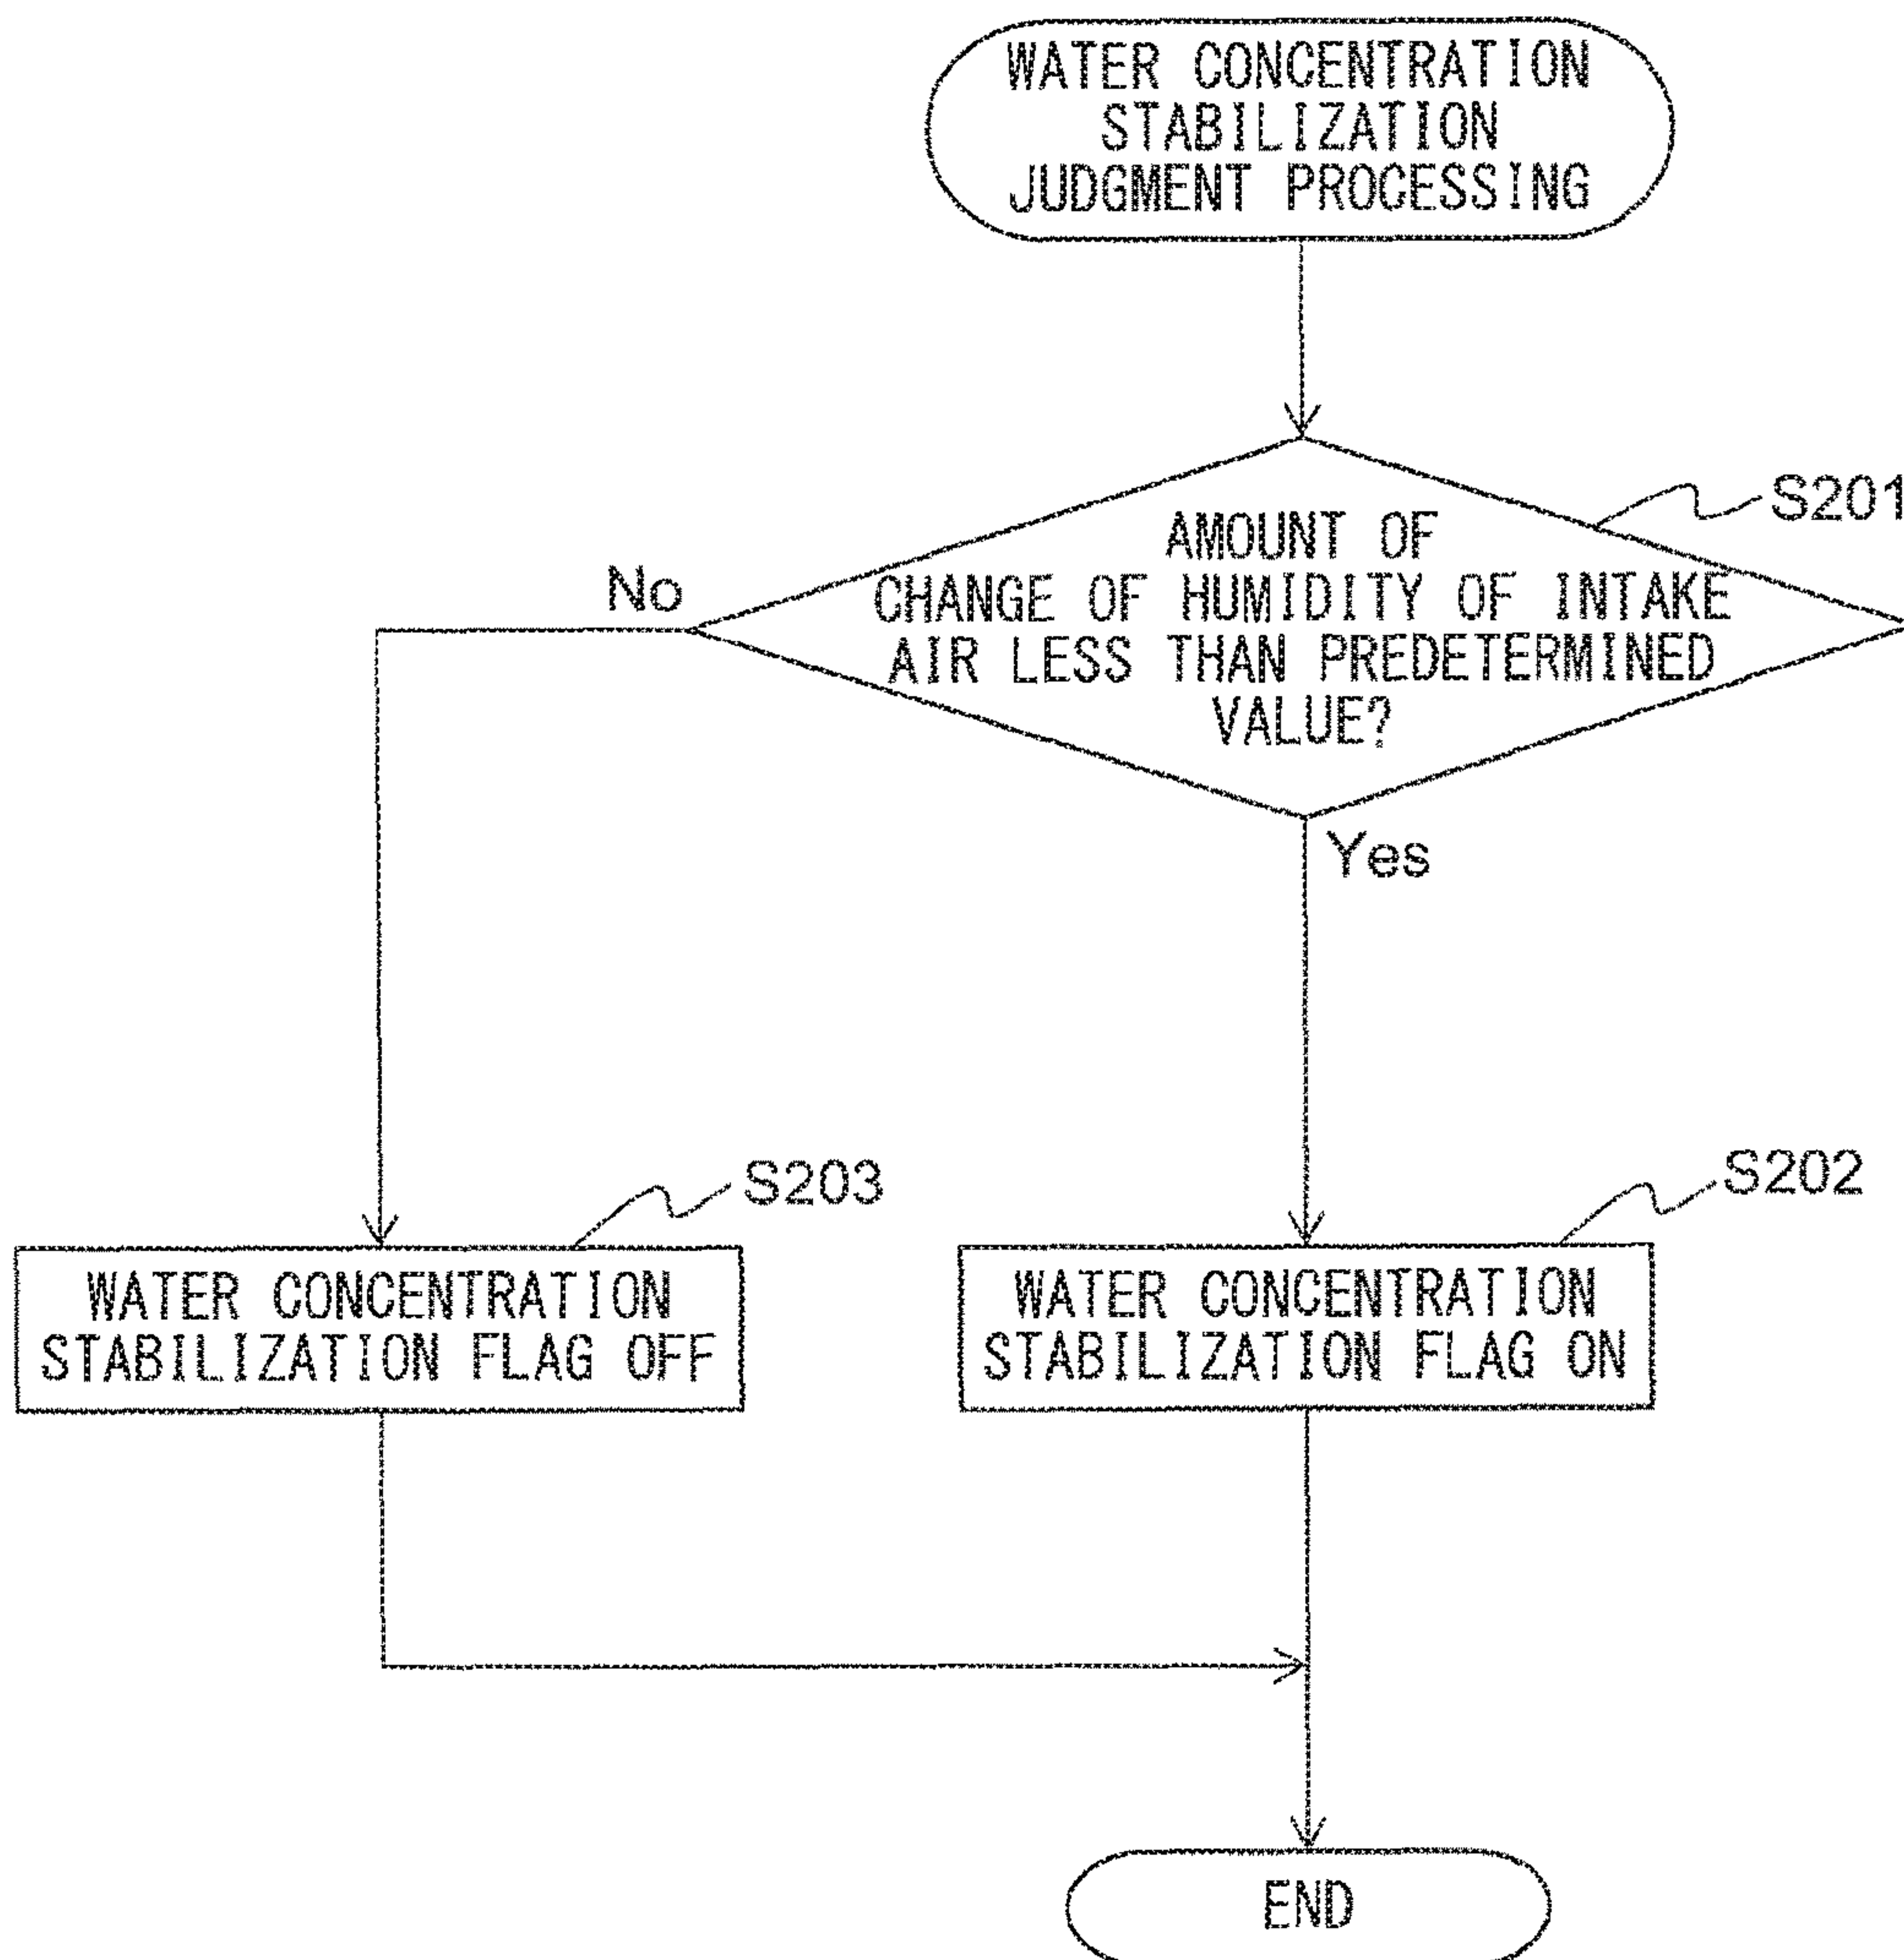 WATER CONCENTRATION
STABILIZATION
JUDGMENT PROCESSING
S201
AMOUNT OF
CHANGE OF HUMIDITY OF INTAKE
AIR LESS THAN PREDETERMINED
VALUE?
No
Yes
S203
S202
WATER CONCENTRATION
STABILIZATION FLAG OFF
WATER CONCENTRATION
STABILIZATION FLAG ON
END